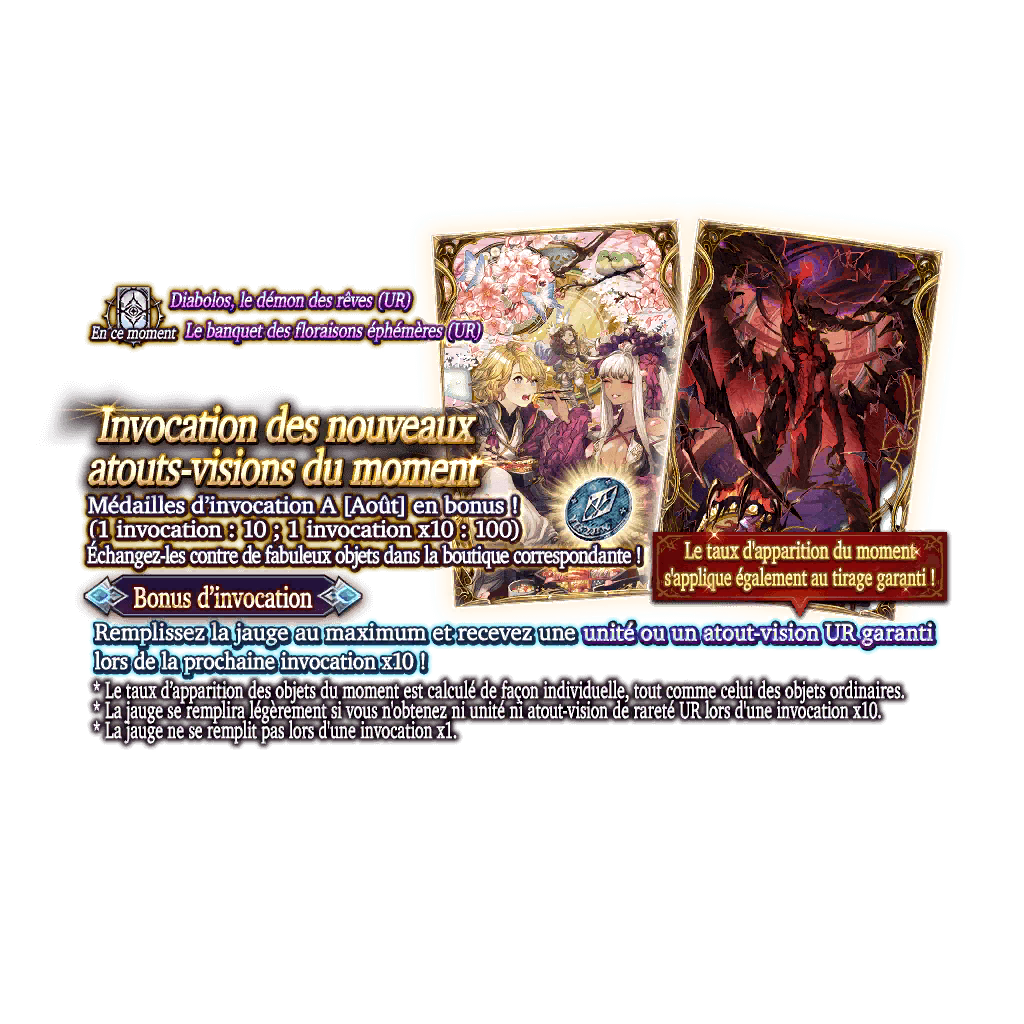 Diabolos, le démon des rêves (UR)
En ce moment
Le banquet des floraisons éphémères (UR)
Invocation des nouveaux
atouts-visions du moment
Médailles d'invocation A [Août] en bonus !
(1 invocation : 10 ; 1 invocation x10 : 100)
Échangez-les contre de fabuleux objets dans la boutique correspondante !
Le taux d'apparition du moment
s'applique également au tirage garanti !
Bonus d'invocation
Remplissez la jauge au maximum et recevez une unité ou un atout-vision UR garanti
lors de la prochaine invocation x10 !
* Le taux d'apparition des objets du moment est calculé de façon individuelle, tout comme celui des objets ordinaires.
* La jauge se remplira légèrement si vous n'obtenez ni unité ni atout-vision de rareté UR lors d'une invocation x10.
* La jauge ne se remplit pas lors d'une invocation x1.